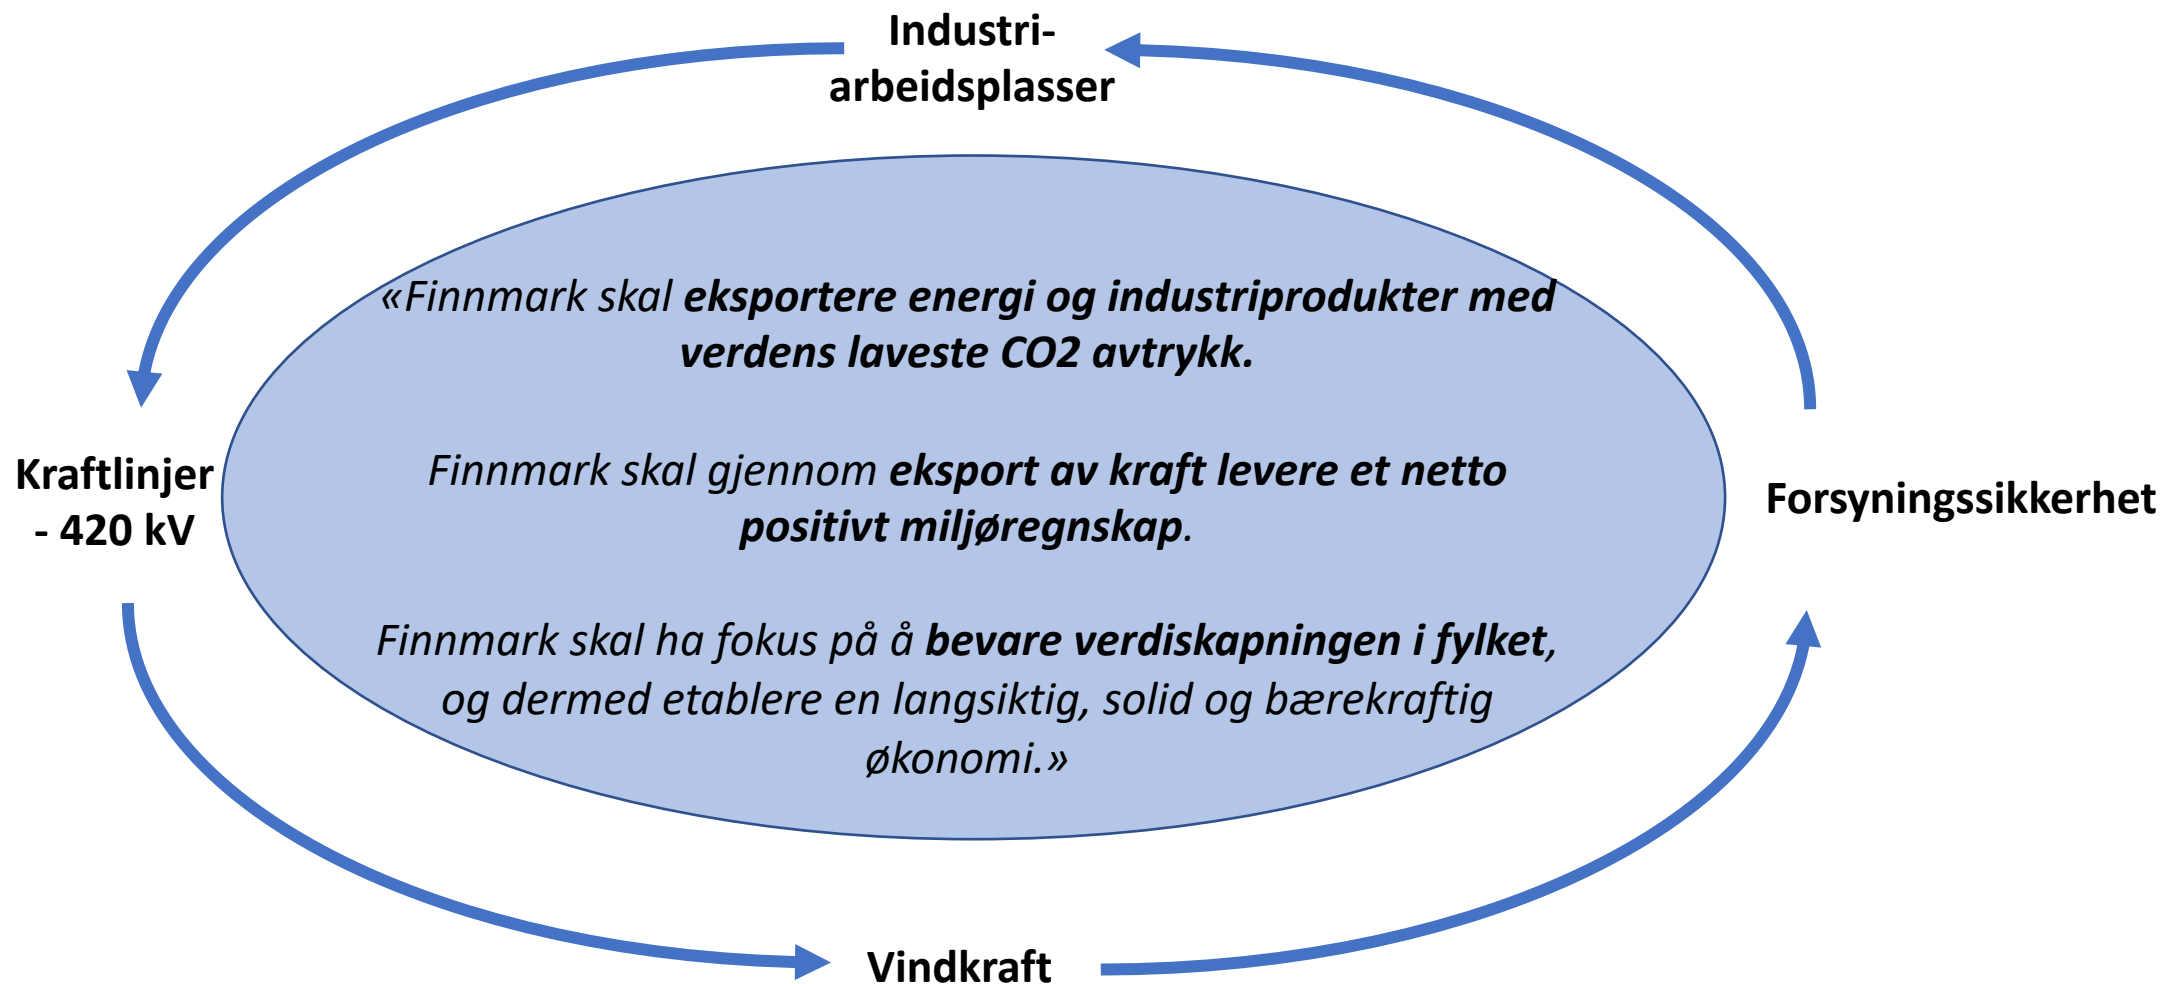 Industri-
arbeidsplasser
«Finnmark skal eksportere energi og industriprodukter med
verdens laveste CO2 avtrykk.
Finnmark skal gjennom eksport av kraft levere et netto
positivt miljøregnskap.
Finnmark skal ha fokus på å bevare verdiskapningen i fylket,
og dermed etablere en langsiktig, solid og bærekraftig
økonomi.»
Kraftlinjer
- 420 kV
Forsyningssikkerhet
Vindkraft